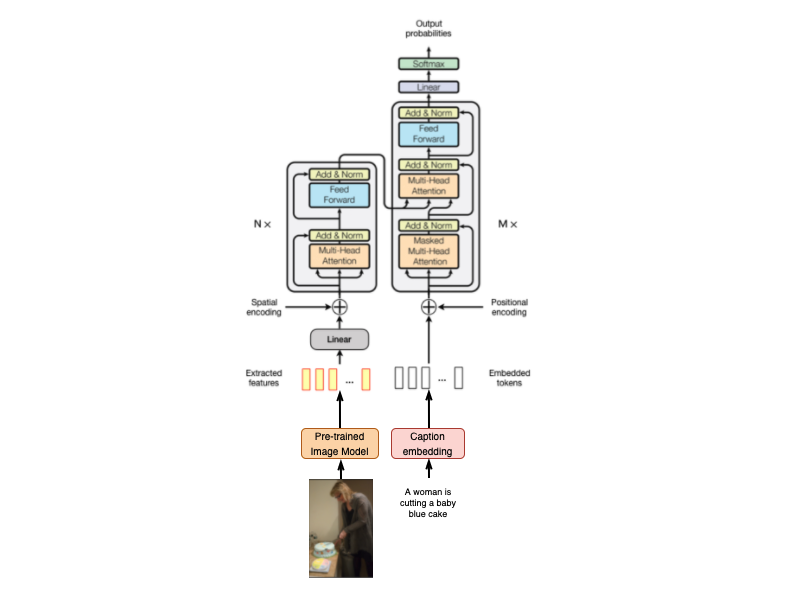 Output
probabilities
Softmax
Linear
Add & Norm
Feed
Forward
Add & Norm
Multi-Head
Attention
Add & Norm
Masked
Multi-Head
Attention
M ×
Positional
encoding
Add & Norm
Feed
Forward
Add & Norm
Multi-Head
Attention
N ×
Spatial
encoding
Linear
Extracted
features
...
...
Embedded
tokens
Pre-trained
Image Model
Caption
embedding
A woman is
cutting a baby
blue cake